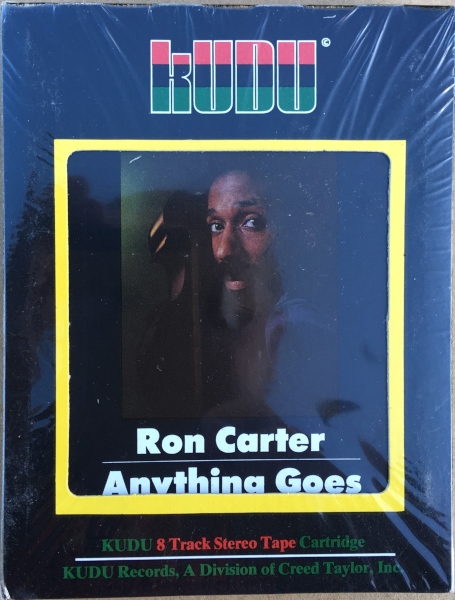 KUDU ©
Ron Carter
Anything Goes
KUDU 8 Track Stereo Tape Cartridge
KUDU Records, A Division of Creed Taylor, Inc.